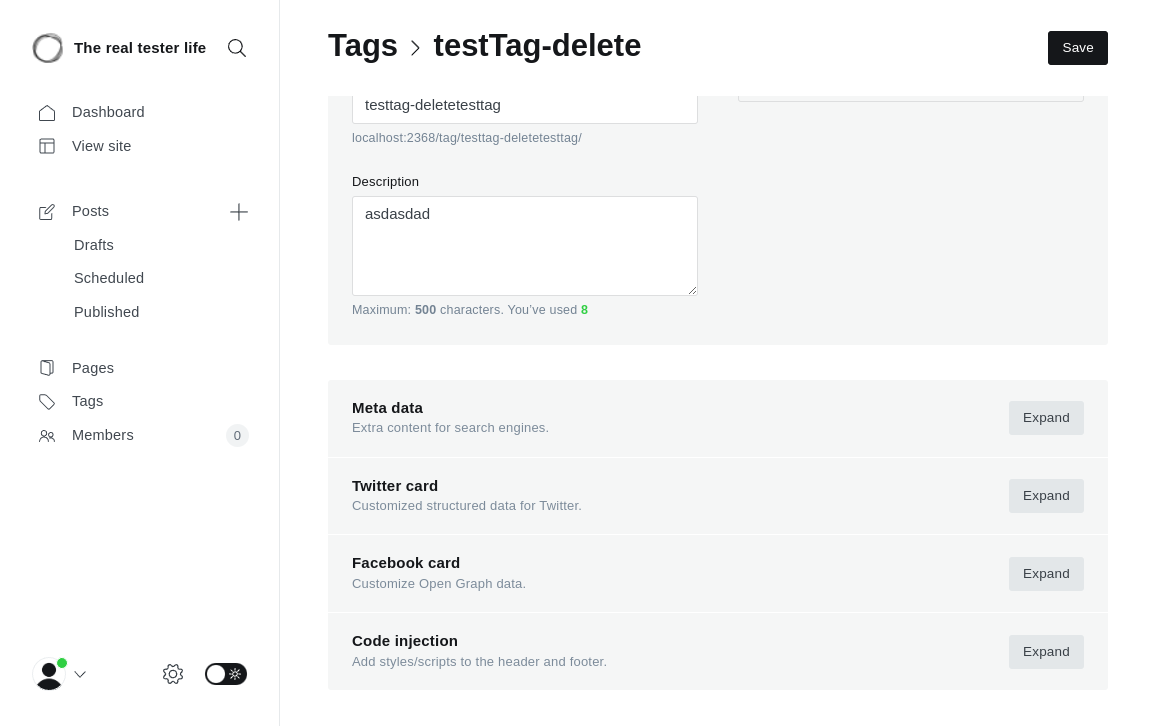 The real tester life
Dashboard
View site
Posts
Drafts
Scheduled
Published
Pages
Tags
Members 0
Tags > testTag-delete
Save
testtag-deletetesttag
localhost:2368/tag/testtag-deletetesttag/
Description
asdasdad
Maximum: 500 characters. You've used 8
Meta data
Extra content for search engines.
Expand
Twitter card
Customized structured data for Twitter.
Expand
Facebook card
Customize Open Graph data.
Expand
Code injection
Add styles/scripts to the header and footer.
Expand